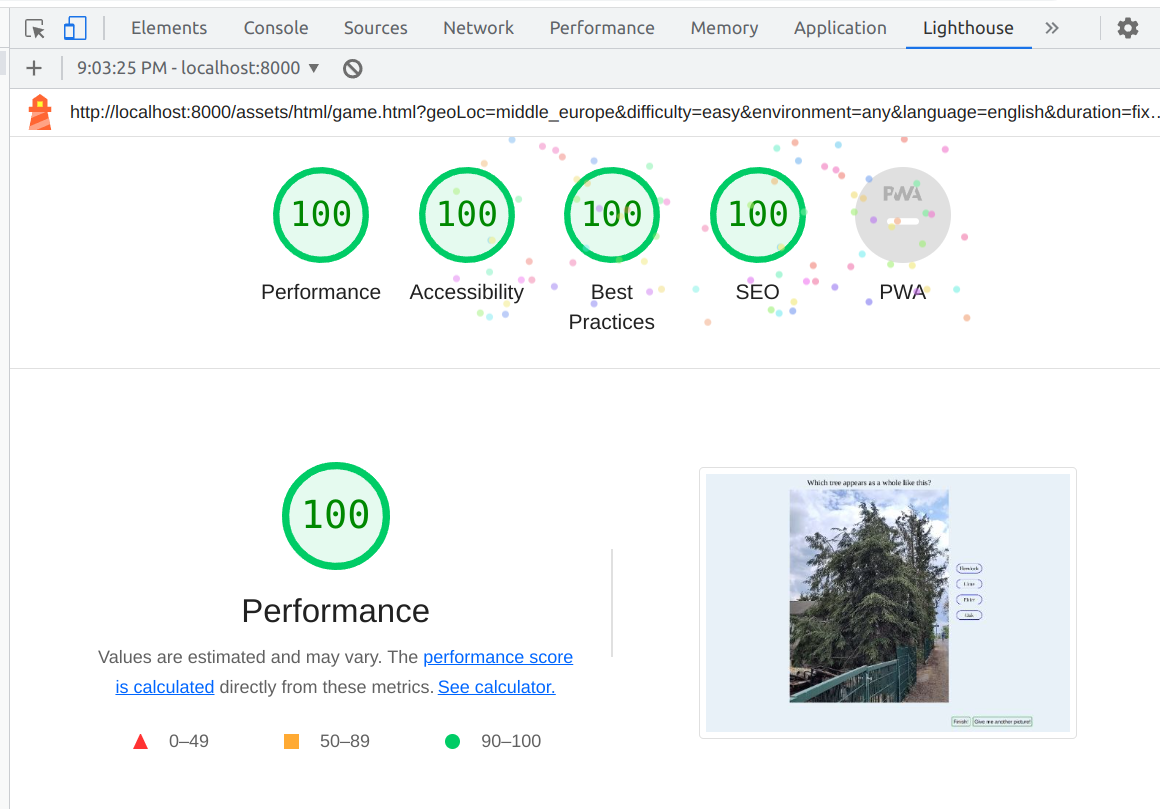 Elements Console Sources Network Performance Memory Application Lighthouse
9:03:25 PM - localhost:8000
http://localhost:8000/assets/html/game.html?geoLoc=middle_europe&difficulty=easy&environment=any&language=english&duration=fix…
100 100 100 100 PWA
Performance Accessibility Best Practices SEO PWA
100
Performance
Values are estimated and may vary. The performance score
is calculated directly from these metrics. See calculator.
0–49 50–89 90–100
Which tree appears as a whole like this?
Hemlock
Lime
Elder
Oak
Finish! Give me another picture!